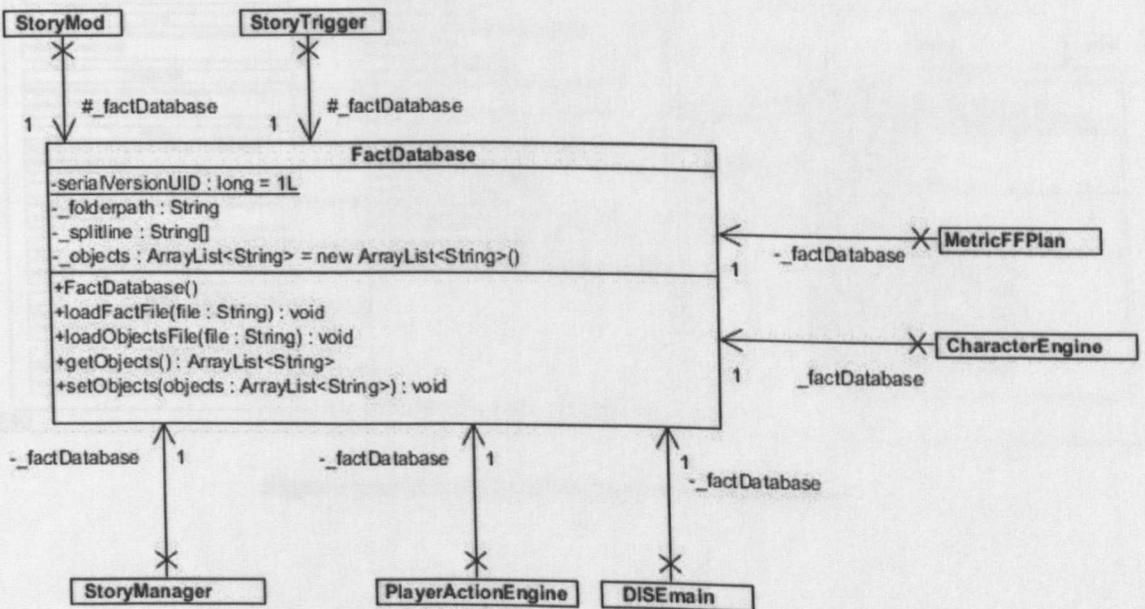 StoryMod
StoryTrigger
#_factDatabase
#_factDatabase
1
1
FactDatabase
-serialVersionUID : long = 1L
-_folderpath : String
-_splitline : String[]
-_objects : ArrayList<String> = new ArrayList<String>()
+FactDatabase()
+loadFactFile(file : String) : void
+loadObjectsFile(file : String) : void
+getObjects() : ArrayList<String>
+setObjects(objects : ArrayList<String>) : void
MetricFFPlan
-_factDatabase
1
CharacterEngine
1
_factDatabase
-_factDatabase
1
-_factDatabase
1
1
-_factDatabase
StoryManager
PlayerActionEngine
DISEmain